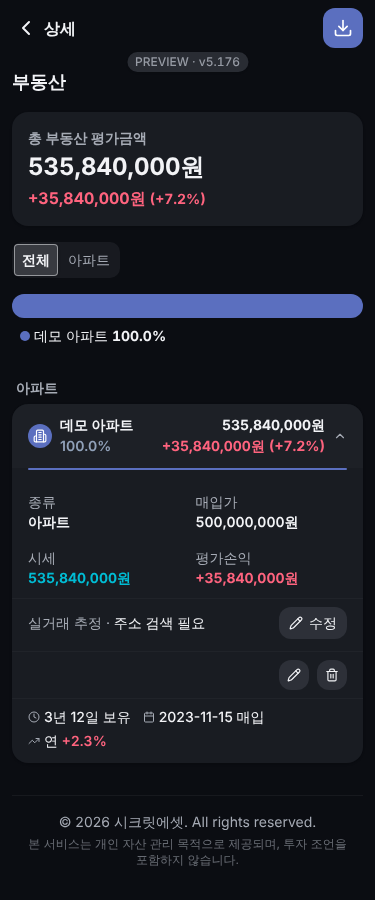 상세
PREVIEW · v5.176
부동산
총 부동산 평가금액
535,840,000원
+35,840,000원 (+7.2%)
전체 아파트
데모 아파트 100.0%
아파트
데모 아파트 535,840,000원
100.0% +35,840,000원 (+7.2%)
종류 매입가
아파트 500,000,000원
시세 평가손익
535,840,000원 +35,840,000원
실거래 추정 · 주소 검색 필요 수정
3년 12일 보유 2023-11-15 매입
연 +2.3%
© 2026 시크릿에셋. All rights reserved.
본 서비스는 개인 자산 관리 목적으로 제공되며, 투자 조언을
포함하지 않습니다.